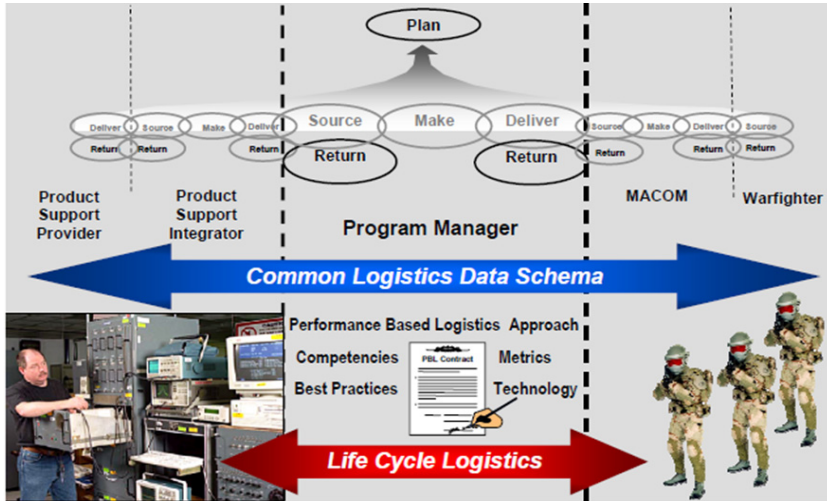 Plan
Deliver Source Make Deliver Source Make Deliver Source Make Deliver Source
Return Return Return Return Return Return Return Return
Product
Support
Provider
Product
Support
Integrator
Program Manager
MACOM
Warfighter
Common Logistics Data Schema
Performance Based Logistics Approach
Competencies
PBL Contract
Metrics
Best Practices
Technology
Life Cycle Logistics